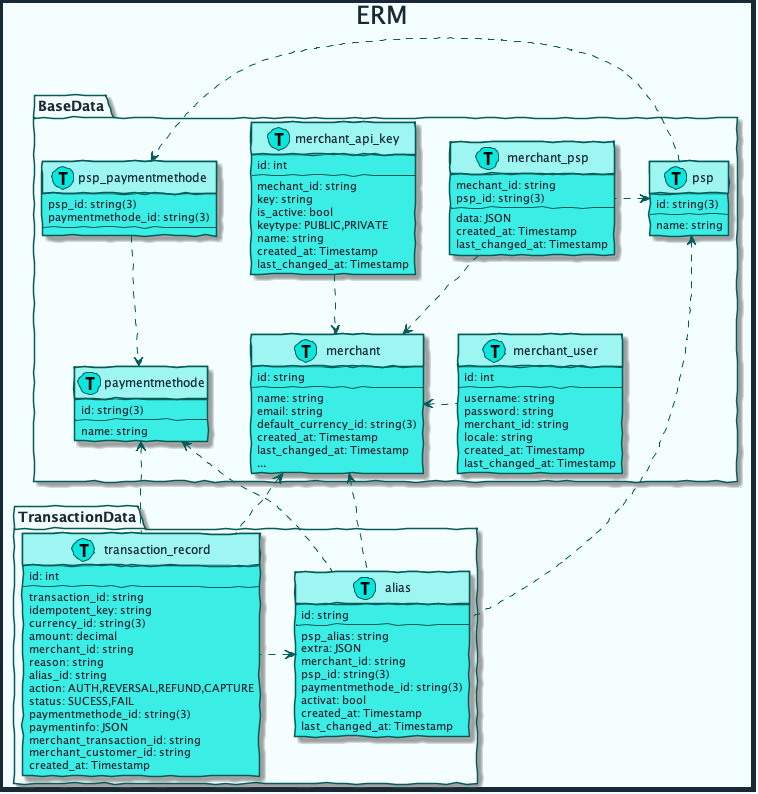 ERM
BaseData
T psp_paymentmethode
psp_id: string(3)
paymentmethode_id: string(3)
T merchant_api_key
id: int
mechant_id: string
key: string
is_active: bool
keytype: PUBLIC,PRIVATE
name: string
created_at: Timestamp
last_changed_at: Timestamp
T merchant_psp
mechant_id: string
psp_id: string(3)
data: JSON
created_at: Timestamp
last_changed_at: Timestamp
T psp
id: string(3)
name: string
T paymentmethode
id: string(3)
name: string
T merchant
id: string
name: string
email: string
default_currency_id: string(3)
created_at: Timestamp
last_changed_at: Timestamp
...
T merchant_user
id: int
username: string
password: string
merchant_id: string
locale: string
created_at: Timestamp
last_changed_at: Timestamp
TransactionData
T transaction_record
id: int
transaction_id: string
idempotent_key: string
currency_id: string(3)
amount: decimal
merchant_id: string
reason: string
alias_id: string
action: AUTH,REVERSAL,REFUND,CAPTURE
status: SUCESS,FAIL
paymentmethode_id: string(3)
paymentinfo: JSON
merchant_transaction_id: string
merchant_customer_id: string
created_at: Timestamp
T alias
id: string
psp_alias: string
extra: JSON
merchant_id: string
psp_id: string(3)
paymentmethode_id: string(3)
activat: bool
created_at: Timestamp
last_changed_at: Timestamp